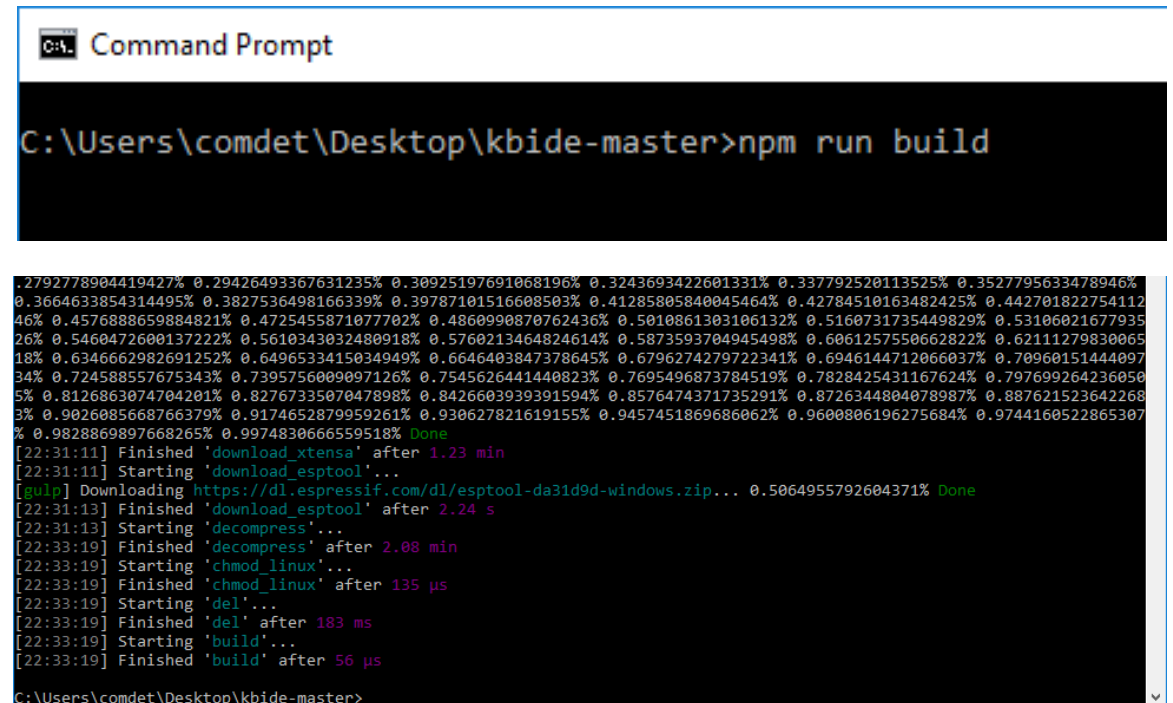 Command Prompt
C:\Users\comdet\Desktop\kbide-master>npm run build
.2792778904419427% 0.29426493367631235% 0.30925197691068196% 0.3243693422601331% 0.337792520113525% 0.3527795633478946%
0.3664633854314495% 0.3827536498166339% 0.39787101516608503% 0.41285805840045464% 0.42784510163482425% 0.442701822754112
46% 0.4576888659884821% 0.4725455871077702% 0.4860990870762436% 0.5010861303106132% 0.5160731735449829% 0.53106021677935
26% 0.5460472600137222% 0.5610343032480918% 0.5760213464824614% 0.5873593704945498% 0.6061257550662822% 0.62111279830065
18% 0.6346662982691252% 0.6496533415034949% 0.6646403847378645% 0.6796274279722341% 0.6946144712066037% 0.70960151444097
34% 0.724588557675343% 0.7395756009097126% 0.7545626441440823% 0.7695496873784519% 0.7828425431167624% 0.797699264236050
5% 0.8126863074704201% 0.8276733507047898% 0.8426603939391594% 0.8576474371735291% 0.8726344804078987% 0.887621523642268
3% 0.9026085668766379% 0.9174652879959261% 0.930627821619155% 0.9457451869686062% 0.9600806196275684% 0.9744160522865307
% 0.9828869897668265% 0.9974830666559518% Done
[22:31:11] Finished 'download_xtensa' after 1.23 min
[22:31:11] Starting 'download_esptool'...
[gulp] Downloading https://dl.espressif.com/dl/esptool-da31d9d-windows.zip... 0.5064955792604371% Done
[22:31:13] Finished 'download_esptool' after 2.24 s
[22:31:13] Starting 'decompress'...
[22:33:19] Finished 'decompress' after 2.08 min
[22:33:19] Starting 'chmod_linux'...
[22:33:19] Finished 'chmod_linux' after 135 μs
[22:33:19] Starting 'del'...
[22:33:19] Finished 'del' after 183 ms
[22:33:19] Starting 'build'...
[22:33:19] Finished 'build' after 56 μs
C:\Users\comdet\Desktop\kbide-master>